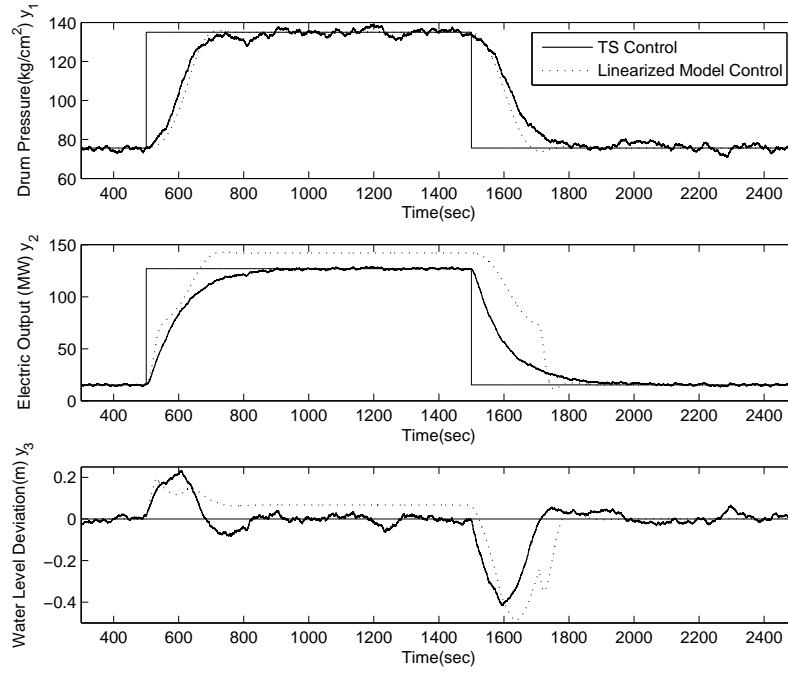 Drum Pressure(kg/cm²) y₁
140
120
100
80
60
TS Control
Linearized Model Control
400 600 800 1000 1200 1400 1600 1800 2000 2200 2400
Time(sec)
Electric Output (MW) y₂
150
100
50
0
400 600 800 1000 1200 1400 1600 1800 2000 2200 2400
Time(sec)
Water Level Deviation(m) y₃
0.2
0
−0.2
−0.4
400 600 800 1000 1200 1400 1600 1800 2000 2200 2400
Time(sec)